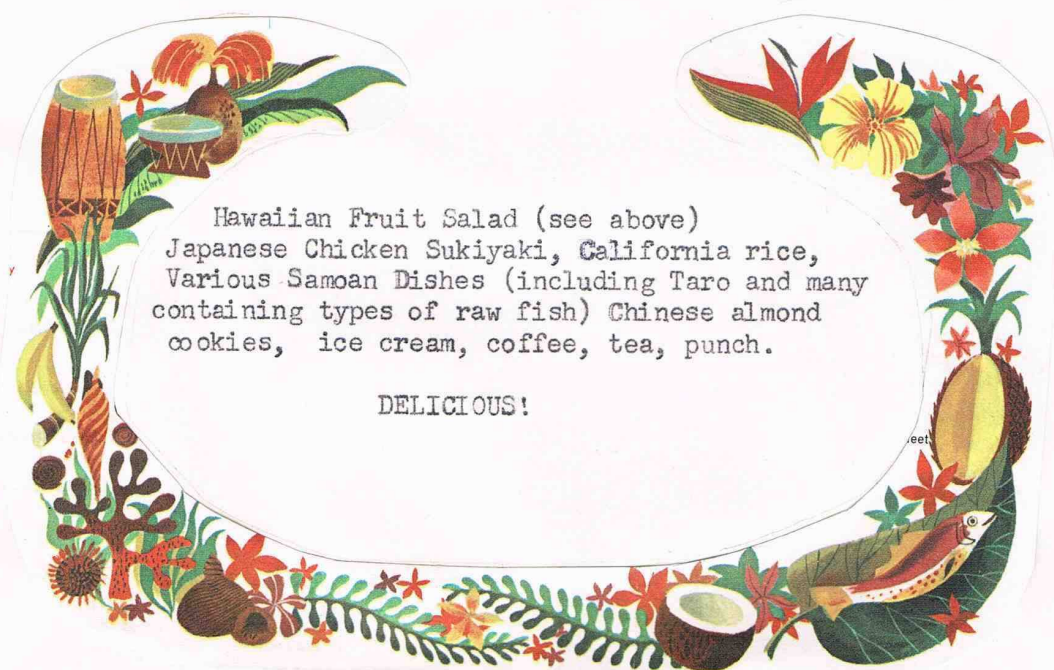 Hawaiian Fruit Salad (see above)
Japanese Chicken Sukiyaki, California rice,
Various Samoan Dishes (including Taro and many
containing types of raw fish) Chinese almond
cookies, ice cream, coffee, tea, punch.
DELICIOUS!
y
eet